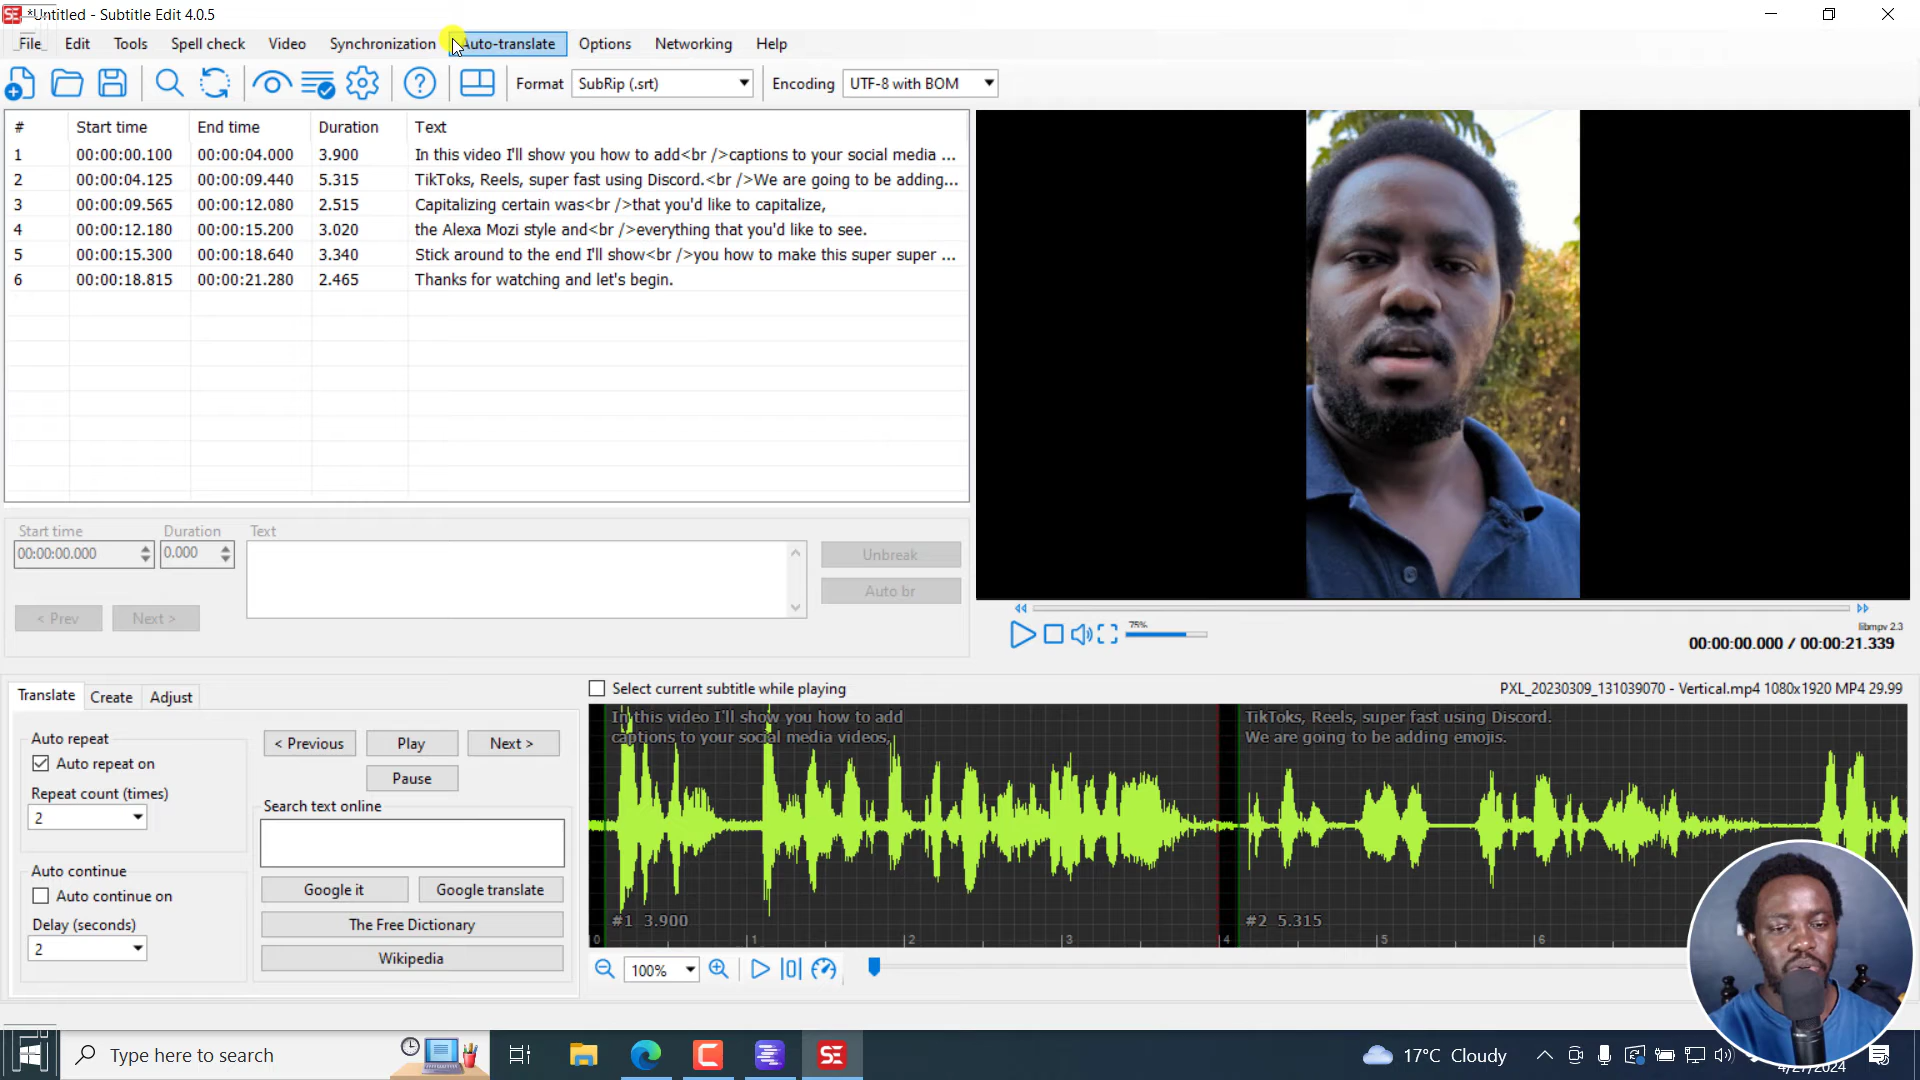 *Untitled - Subtitle Edit 4.0.5
File Edit Tools Spell check Video Synchronization Auto-translate Options Networking Help
Format SubRip (.srt) Encoding UTF-8 with BOM
# Start time End time Duration Text
1 00:00:00.100 00:00:04.000 3.900 In this video I'll show you how to add<br />captions to your social media ...
2 00:00:04.125 00:00:09.440 5.315 TikToks, Reels, super fast using Discord.<br />We are going to be adding...
3 00:00:09.565 00:00:12.080 2.515 Capitalizing certain was<br />that you'd like to capitalize,
4 00:00:12.180 00:00:15.200 3.020 the Alexa Mozi style and<br />everything that you'd like to see.
5 00:00:15.300 00:00:18.640 3.340 Stick around to the end I'll show<br />you how to make this super super ...
6 00:00:18.815 00:00:21.280 2.465 Thanks for watching and let's begin.
Start time Duration Text
00:00:00.000 0.000
Unbreak
Auto br
< Prev Next >
75%
libmpv 2.3
00:00:00.000 / 00:00:21.339
Translate Create Adjust
Select current subtitle while playing
PXL_20230309_131039070 - Vertical.mp4 1080x1920 MP4 29.99
Auto repeat
Auto repeat on
Repeat count (times)
2
Auto continue
Auto continue on
Delay (seconds)
2
< Previous Play Next >
Pause
Search text online
Google it Google translate
The Free Dictionary
Wikipedia
In this video I'll show you how to add
captions to your social media videos,
TikToks, Reels, super fast using Discord.
We are going to be adding emojis.
#1 3.900
#2 5.315
0 1 2 3 4 5 6
100%
Type here to search
17°C Cloudy
4/27/2024